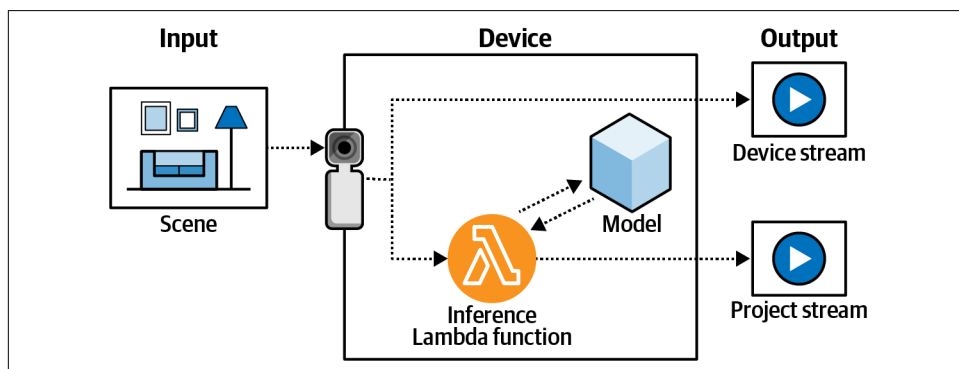 Input
Device
Output
Scene
Device stream
Model
Inference
Lambda function
Project stream